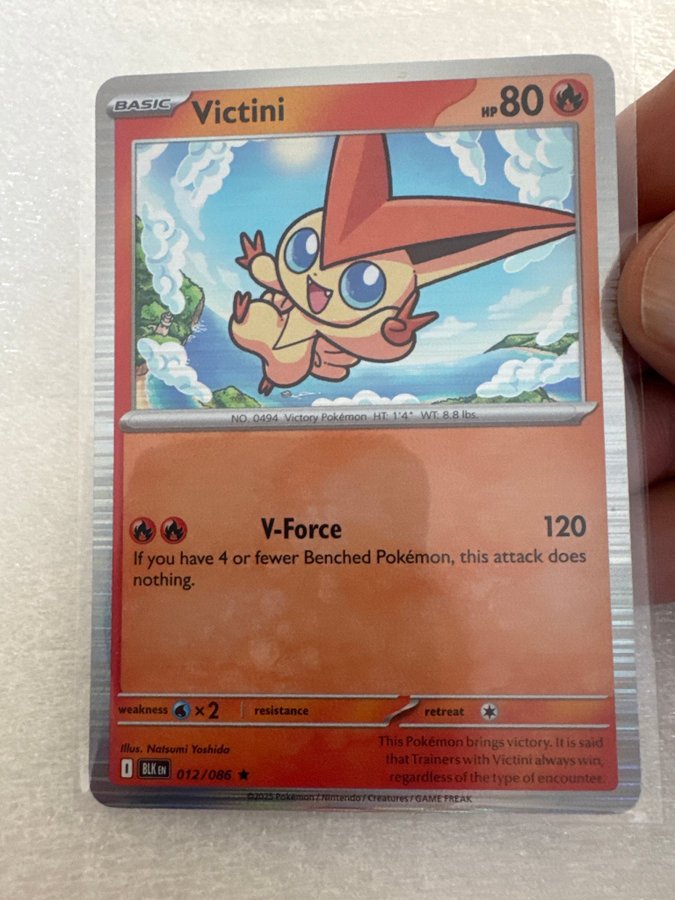 BASIC Victini HP 80
NO. 0494 Victory Pokémon HT: 1'4" WT: 8.8 lbs.
V-Force 120
If you have 4 or fewer Benched Pokémon, this attack does
nothing.
weakness ×2 resistance retreat
Illus. Natsumi Yoshida
This Pokémon brings victory. It is said
that Trainers with Victini always win,
regardless of the type of encounter.
I BLK EN 012/086 ★
©2025 Pokémon / Nintendo / Creatures / GAME FREAK